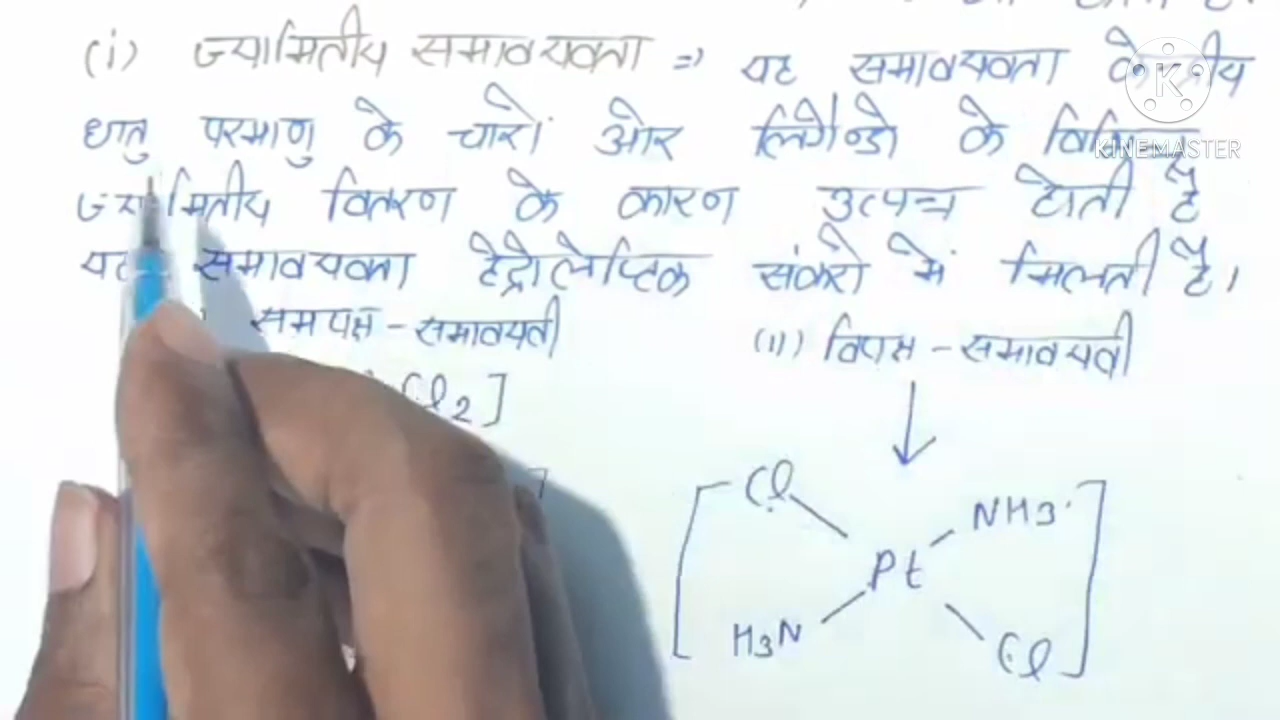 (i) ज्यामितीय समावयवता ⇒ यह समावयवता केन्द्रीय
धातु परमाणु के चारों ओर लिगैण्डो के विभिन्न
ज्यामितीय वितरण के कारण उत्पन्न होती है
यह समावयवता हेट्रोलेप्टिक संकरो में मिलती है।
समपक्ष - समावयवी
(ii) विपक्ष - समावयवी
Cl2]
Cl NH3
Pt
H3N Cl
K
KINEMASTER